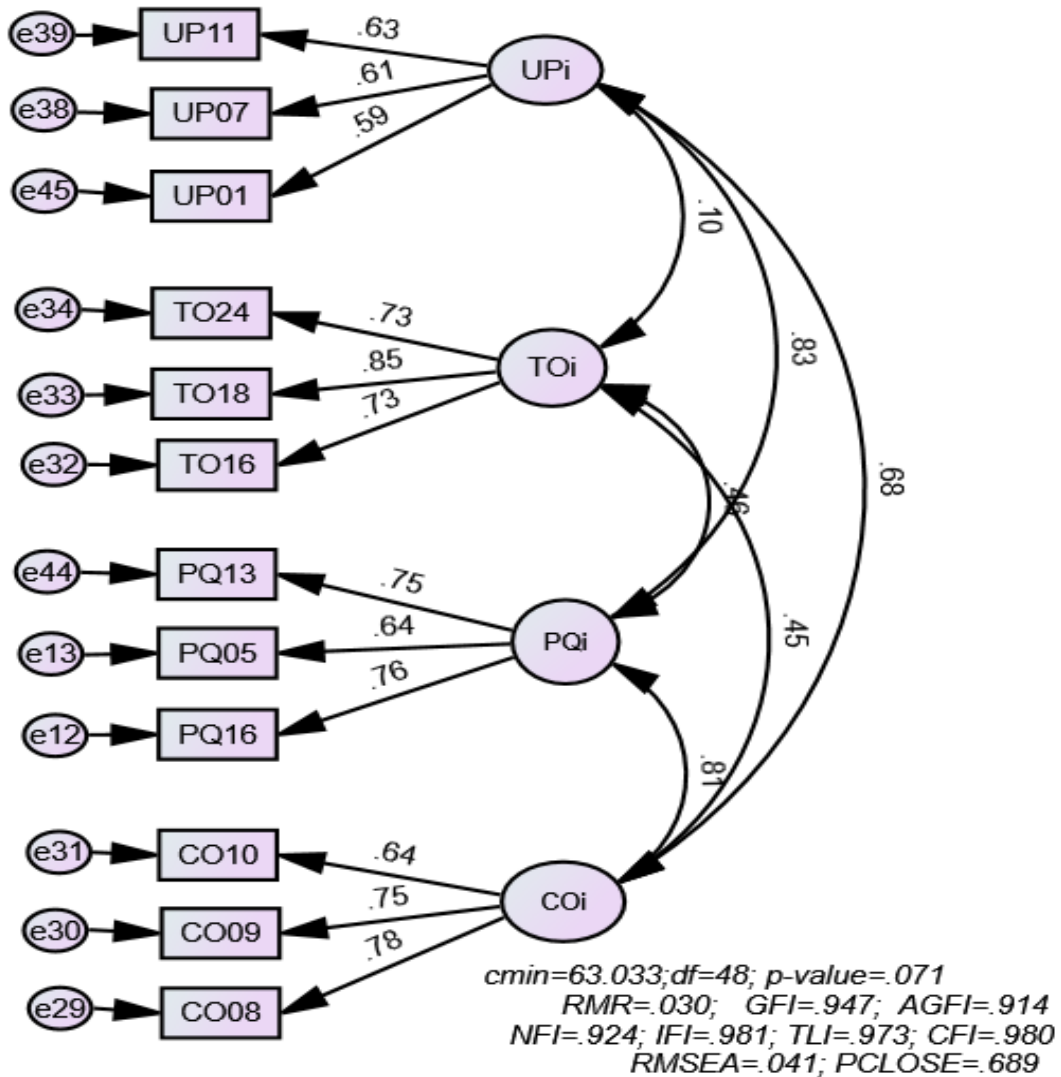 e39 UP11 .63 UPi
e38 UP07 .61
e45 UP01 .59
.10
e34 TO24 .73
TOi
e33 TO18 .85
e32 TO16 .73
.83
.46
.68
e44 PQ13 .75
e13 PQ05 .64 PQi
e12 PQ16 .76
.45
.81
e31 CO10 .64
e30 CO09 .75 COi
e29 CO08 .78
cmin=63.033;df=48; p-value=.071
RMR=.030; GFI=.947; AGFI=.914
NFI=.924; IFI=.981; TLI=.973; CFI=.980
RMSEA=.041; PCLOSE=.689